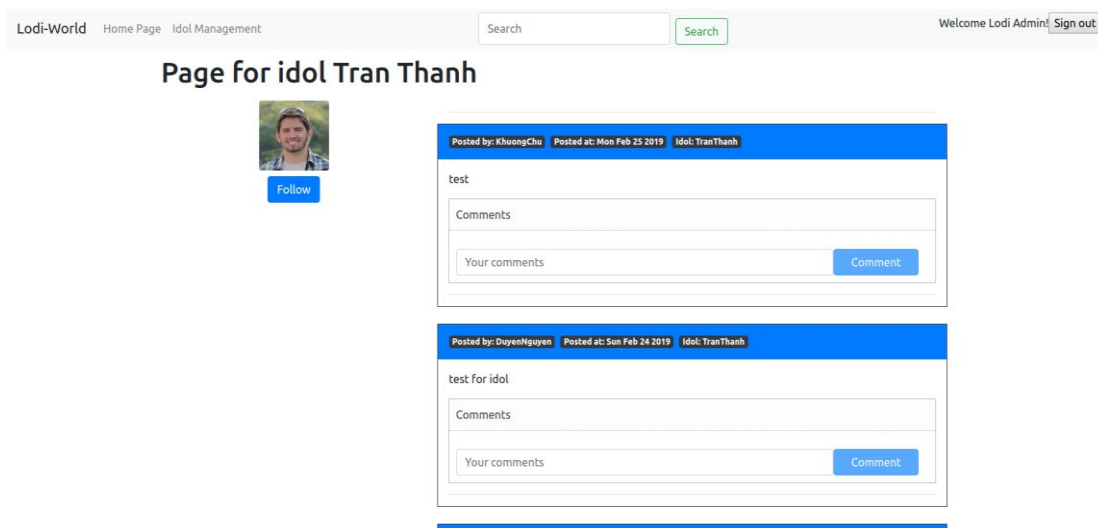 Lodi-World Home Page Idol Management Search Search Welcome Lodi Admin! Sign out
Page for idol Tran Thanh
Follow
Posted by: KhuongChu Posted at: Mon Feb 25 2019 Idol: TranThanh
test
Comments
Your comments Comment
Posted by: DuyenNguyen Posted at: Sun Feb 24 2019 Idol: TranThanh
test for idol
Comments
Your comments Comment